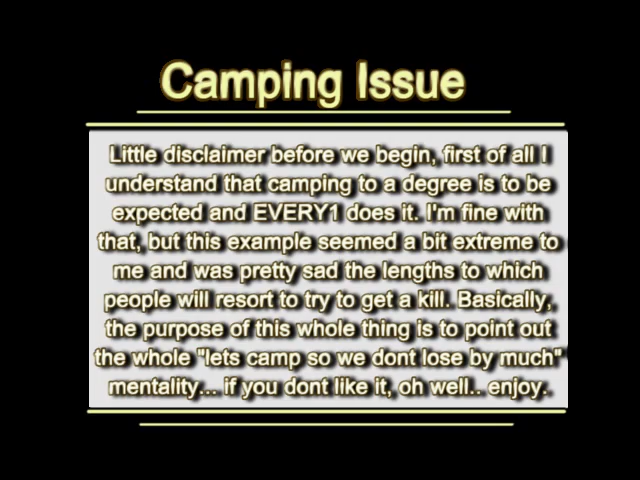 Camping Issue
Little disclaimer before we begin, first of all I
understand that camping to a degree is to be
expected and EVERY1 does it. I'm fine with
that, but this example seemed a bit extreme to
me and was pretty sad the lengths to which
people will resort to try to get a kill. Basically,
the purpose of this whole thing is to point out
the whole "lets camp so we dont lose by much"
mentality... if you dont like it, oh well.. enjoy.